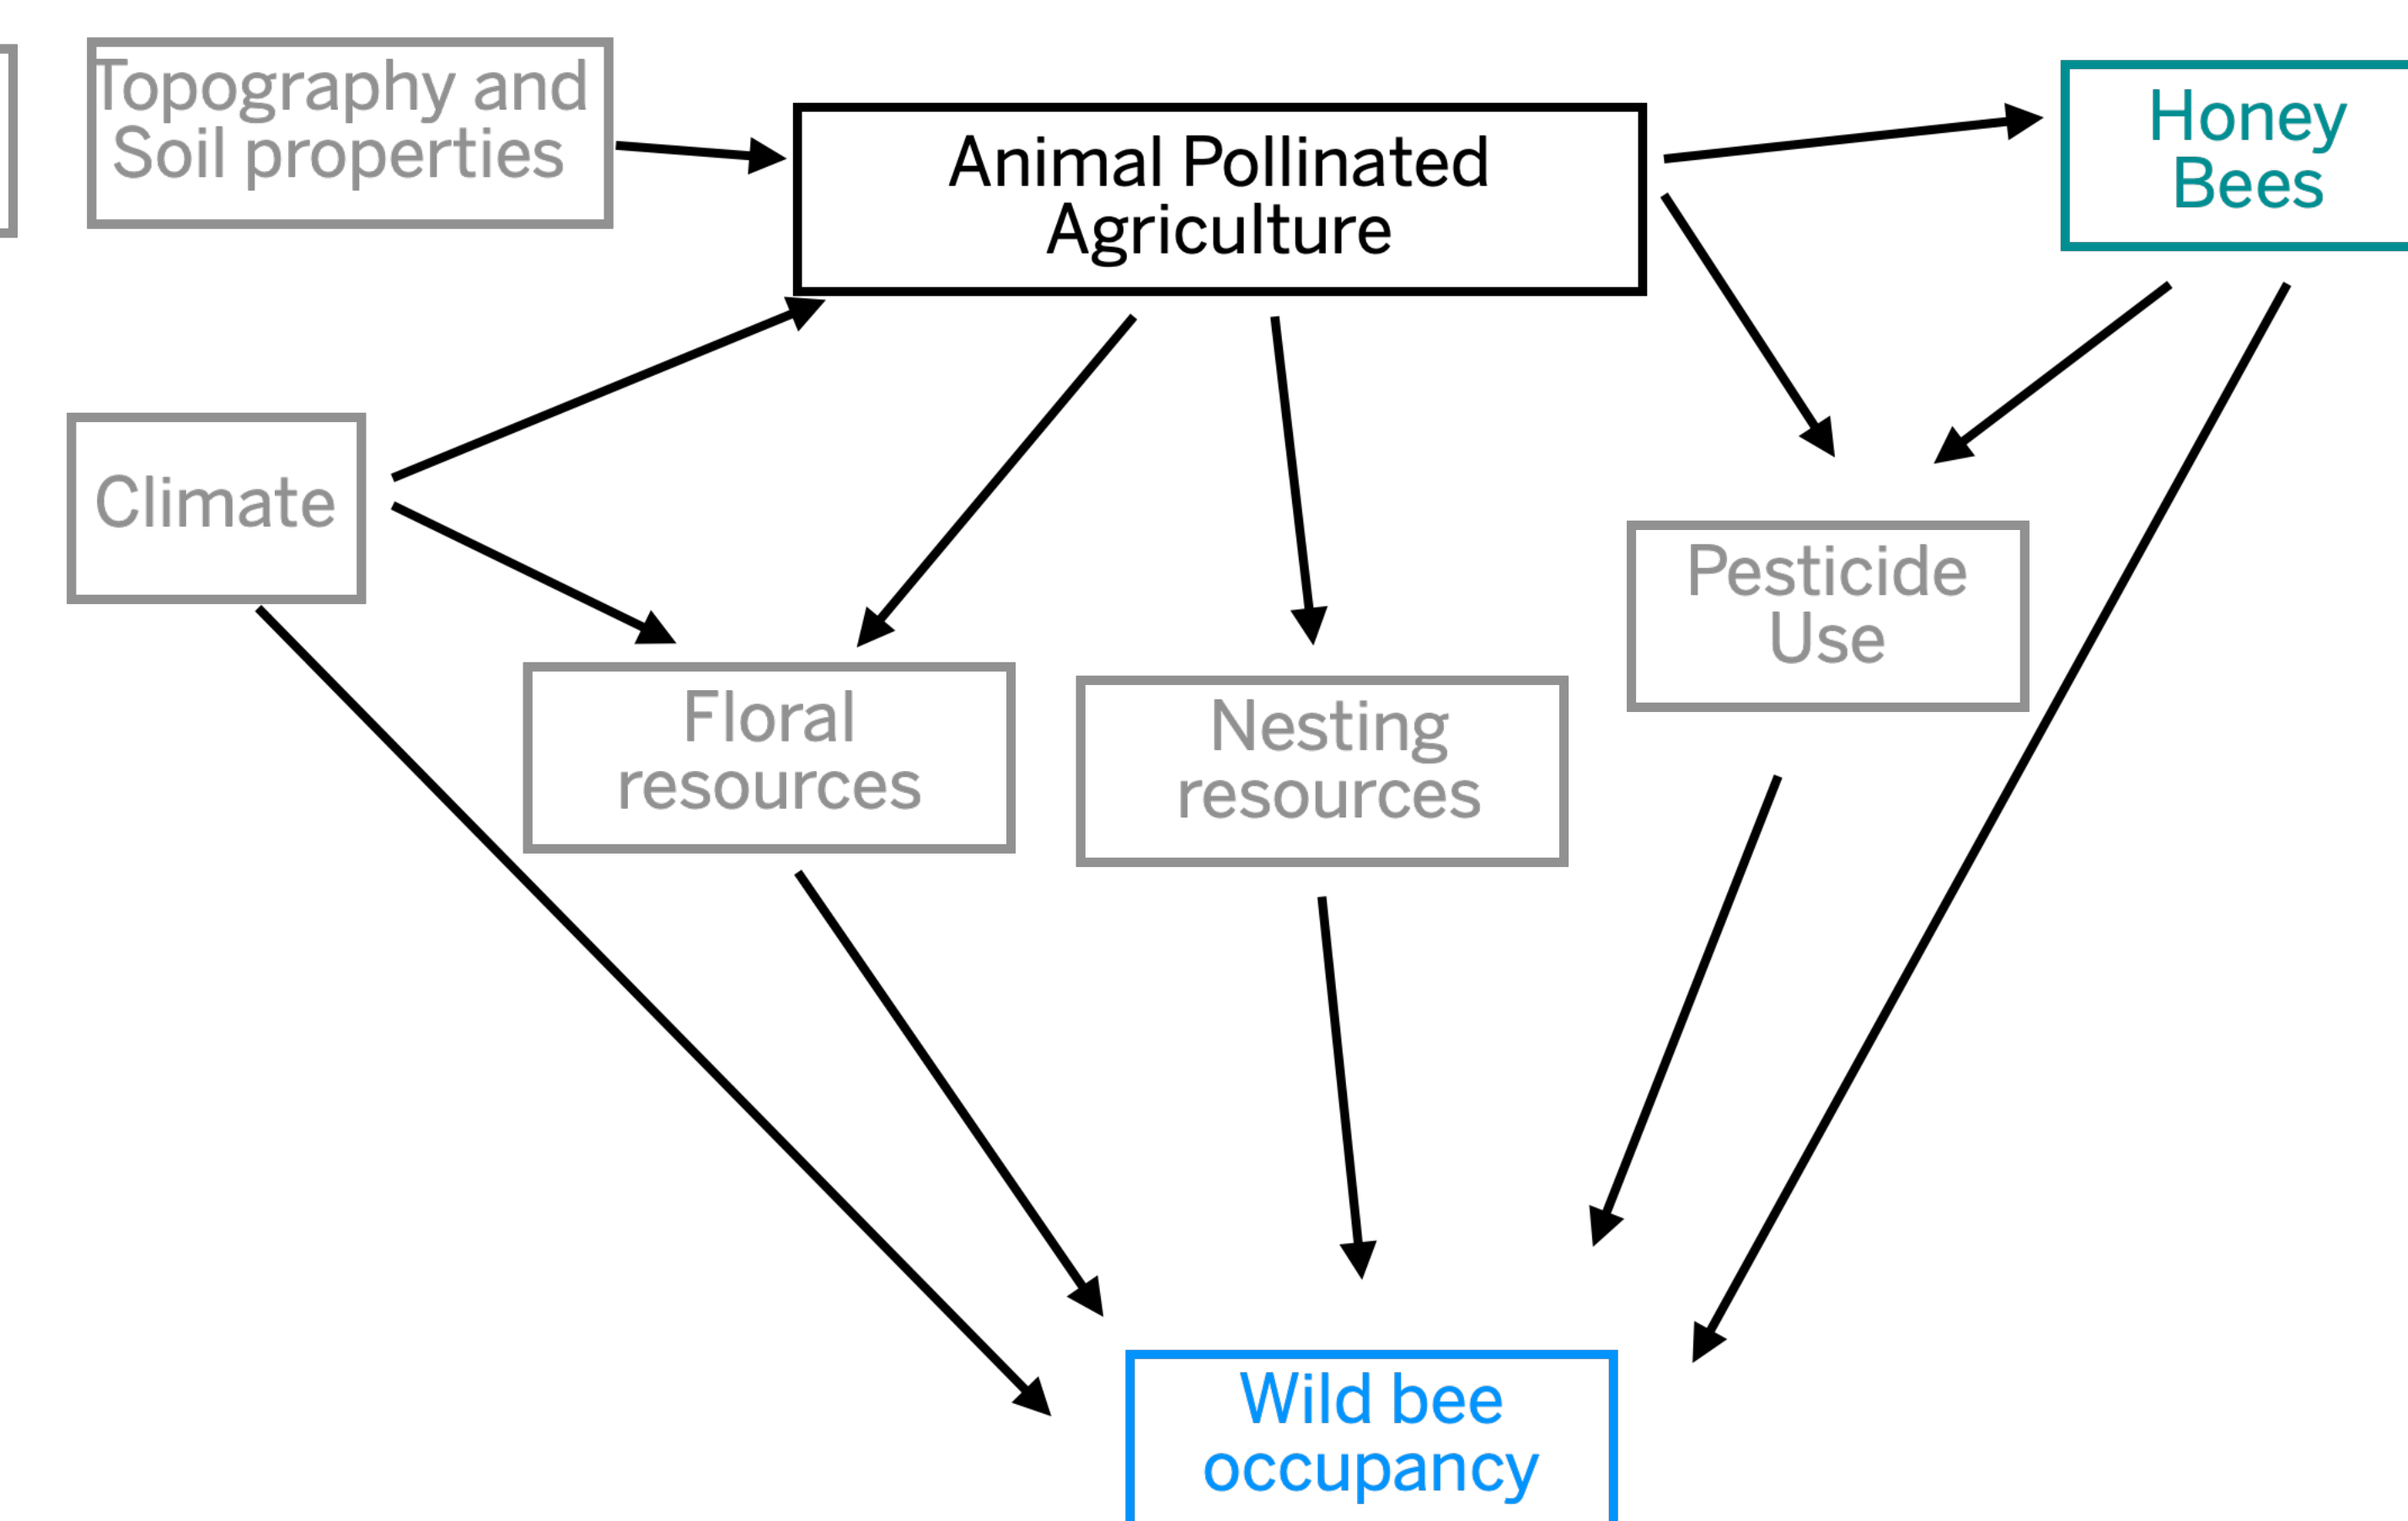 Topography and
Soil properties
Animal Pollinated
Agriculture
Honey
Bees
Climate
Pesticide
Use
Floral
resources
Nesting
resources
Wild bee
occupancy